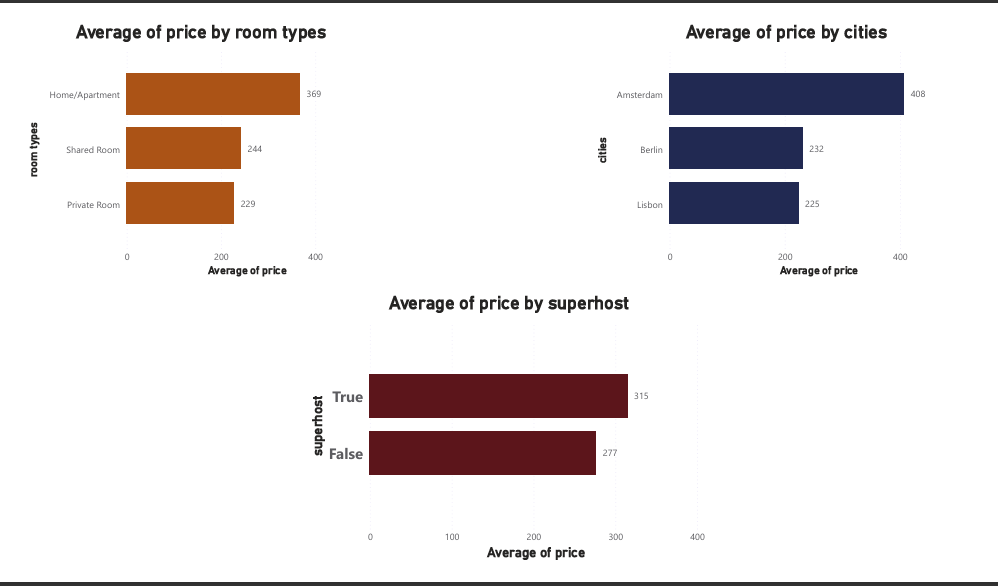 Average of price by room types
room types
Home/Apartment 369
Shared Room 244
Private Room 229
0 200 400
Average of price
Average of price by cities
cities
Amsterdam 408
Berlin 232
Lisbon 225
0 200 400
Average of price
Average of price by superhost
superhost
True 315
False 277
0 100 200 300 400
Average of price